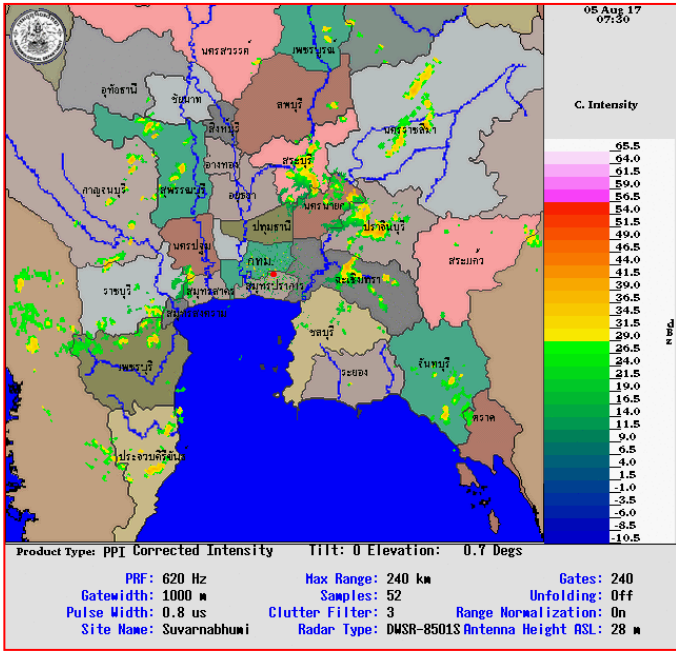 05 Aug 17
07:30
C. Intensity
นครสวรรค์
เพชรบูรณ์
อุทัยธานี
ชัยนาท
ลพบุรี
สิงห์บุรี
นครราชสีมา
อ่างทอง
สระบุรี
กาญจนบุรี
สุพรรณบุรี
อยุธยา
นครนายก
ปราจีนบุรี
ปทุมธานี
นครปฐม
สระแก้ว
กทม.
ราชบุรี
สมุทรสาคร
สมุทรปราการ
ฉะเชิงเทรา
สมุทรสงคราม
ชลบุรี
เพชรบุรี
ระยอง
จันทบุรี
ตราด
ประจวบคีรีขันธ์
65.5
64.0
61.5
59.0
56.5
54.0
51.5
49.0
46.5
44.0
41.5
39.0
36.5
34.0
31.5
29.0
26.5
24.0
21.5
19.0
16.5
14.0
11.5
9.0
6.5
4.0
1.5
-1.0
-3.5
-6.0
-8.5
-10.5
Product Type: PPI Corrected Intensity Tilt: 0 Elevation: 0.7 Degs
PRF: 620 Hz Max Range: 240 km Gates: 240
Gatewidth: 1000 m Samples: 52 Unfolding: Off
Pulse Width: 0.8 us Clutter Filter: 3 Range Normalization: On
Site Name: Suvarnabhumi Radar Type: DWSR-8501S Antenna Height ASL: 28 m